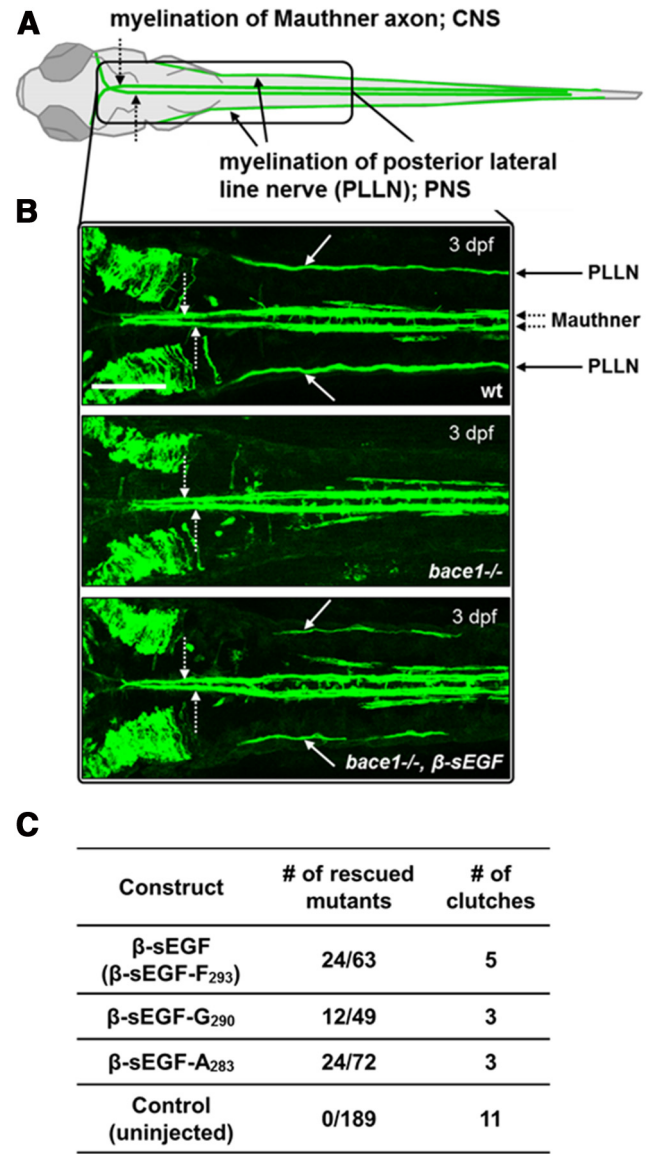 A
myelination of Mauthner axon; CNS
myelination of posterior lateral
line nerve (PLLN); PNS
B
3 dpf
PLLN
Mauthner
PLLN
wt
3 dpf
bace1-/-
3 dpf
bace1-/-, β-sEGF
C
Construct
# of rescued
mutants
# of
clutches
β-sEGF
(β-sEGF-F293)
24/63
5
β-sEGF-G290
12/49
3
β-sEGF-A283
24/72
3
Control
(uninjected)
0/189
11